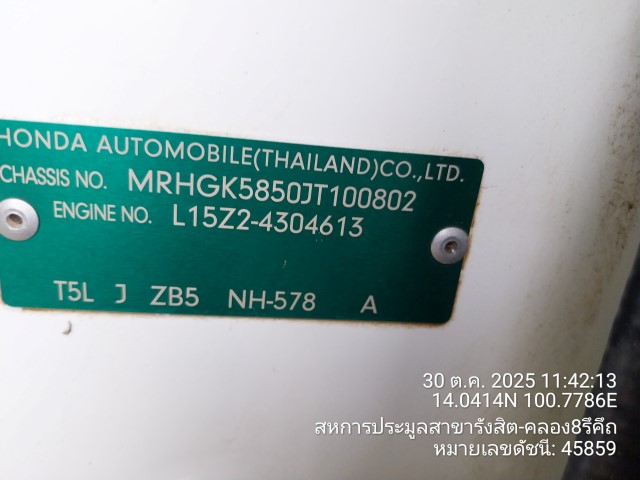 HONDA AUTOMOBILE(THAILAND)CO.,LTD.
CHASSIS NO. MRHGK5850JT100802
ENGINE NO. L15Z2-4304613
T5L J ZB5 NH-578 A
30 ต.ค. 2025 11:42:13
14.0414N 100.7786E
สหการประมูลสาขารังสิต-คลอง8รึคึถ
หมายเลขดัชนี: 45859